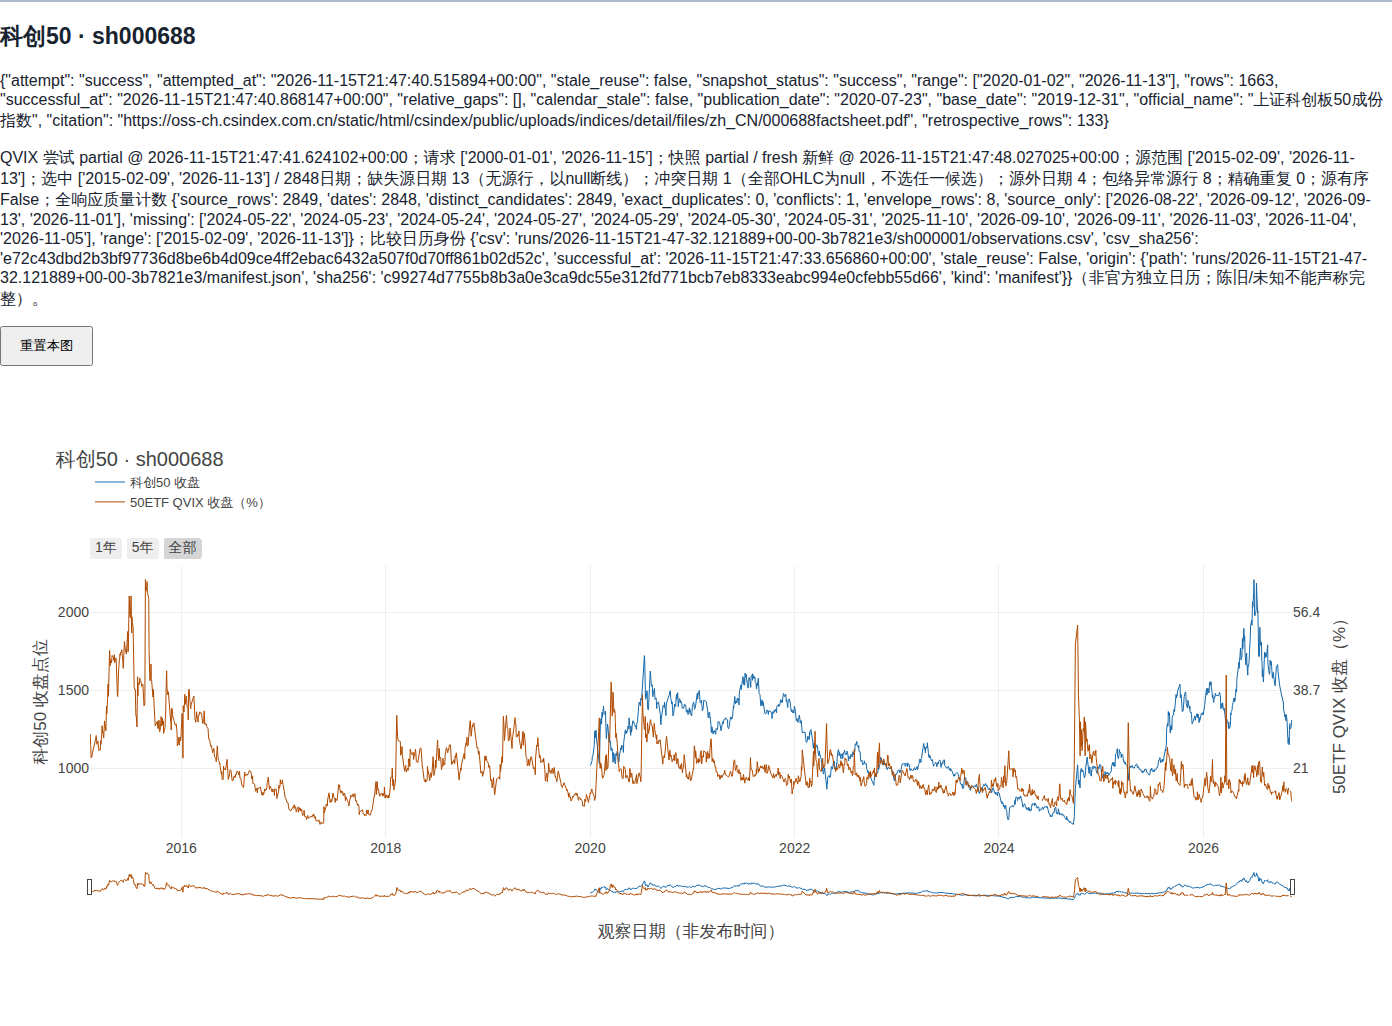 科创50 · sh000688
{"attempt": "success", "attempted_at": "2026-11-15T21:47:40.515894+00:00", "stale_reuse": false, "snapshot_status": "success", "range": ["2020-01-02", "2026-11-13"], "rows": 1663,
"successful_at": "2026-11-15T21:47:40.868147+00:00", "relative_gaps": [], "calendar_stale": false, "publication_date": "2020-07-23", "base_date": "2019-12-31", "official_name": "上证科创板50成份
指数", "citation": "https://oss-ch.csindex.com.cn/static/html/csindex/public/uploads/indices/detail/files/zh_CN/000688factsheet.pdf", "retrospective_rows": 133}
QVIX 尝试 partial @ 2026-11-15T21:47:41.624102+00:00；请求 ['2000-01-01', '2026-11-15']；快照 partial / fresh 新鲜 @ 2026-11-15T21:47:48.027025+00:00；源范围 ['2015-02-09', '2026-11-
13']；选中 ['2015-02-09', '2026-11-13'] / 2848日期；缺失源日期 13（无源行，以null断线）；冲突日期 1（全部OHLC为null，不选任一候选）；源外日期 4；包络异常源行 8；精确重复 0；源有序
False；全响应质量计数 {'source_rows': 2849, 'dates': 2848, 'distinct_candidates': 2849, 'exact_duplicates': 0, 'conflicts': 1, 'envelope_rows': 8, 'source_only': ['2026-08-22', '2026-09-12', '2026-09-
13', '2026-11-01'], 'missing': ['2024-05-22', '2024-05-23', '2024-05-24', '2024-05-27', '2024-05-29', '2024-05-30', '2024-05-31', '2025-11-10', '2026-09-10', '2026-09-11', '2026-11-03', '2026-11-04',
'2026-11-05'], 'range': ['2015-02-09', '2026-11-13']}；比较日历身份 {'csv': 'runs/2026-11-15T21-47-32.121889+00-00-3b7821e3/sh000001/observations.csv', 'csv_sha256':
'e72c43dbd2b3bf97736d8be6b4d09ce4ff2ebac6432a507f0d70ff861b02d52c', 'successful_at': '2026-11-15T21:47:33.656860+00:00', 'stale_reuse': False, 'origin': {'path': 'runs/2026-11-15T21-47-
32.121889+00-00-3b7821e3/manifest.json', 'sha256': 'c99274d7755b8b3a0e3ca9dc55e312fd771bcb7eb8333eabc994e0cfebb55d66', 'kind': 'manifest'}}（非官方独立日历；陈旧/未知不能声称完
整）。
重置本图
科创50 · sh000688
科创50 收盘
50ETF QVIX 收盘（%）
1年 5年 全部
2000
1500
1000
科创50 收盘点位
56.4
38.7
21
50ETF QVIX 收盘（%）
2016 2018 2020 2022 2024 2026
观察日期（非发布时间）